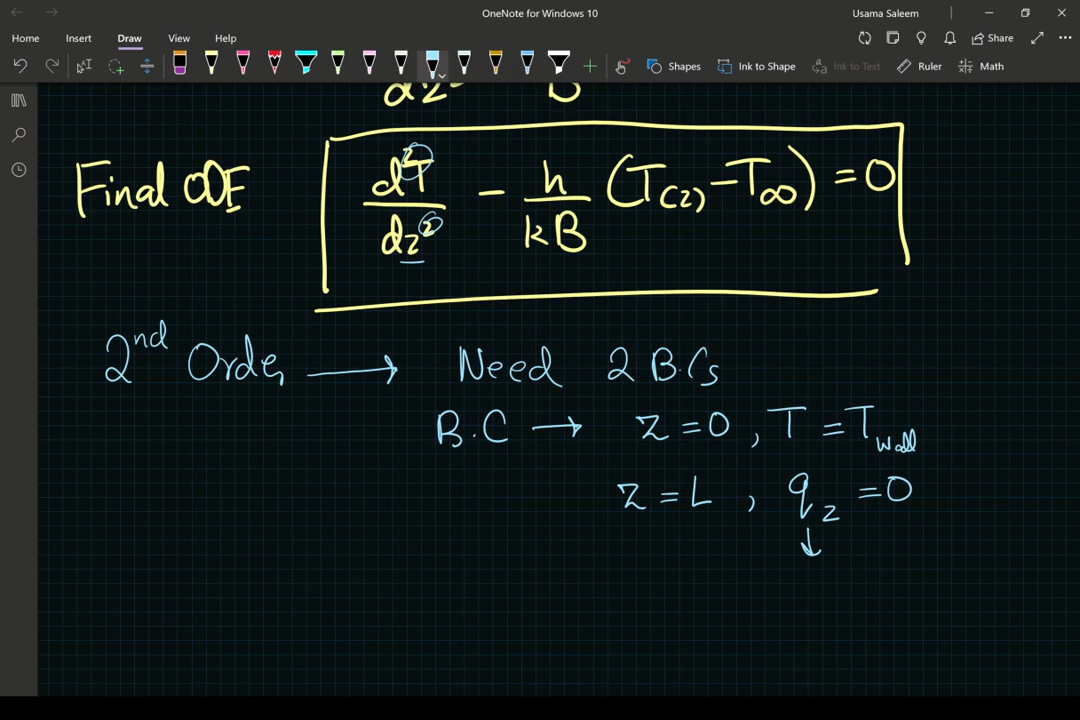 OneNote for Windows 10
Usama Saleem
Home Insert Draw View Help
Share
Shapes Ink to Shape Ink to Text Ruler Math
dz² B
Final ODE d²T/dz² − h/kB (T(z) − T∞) = 0
2nd Order → Need 2 B.Cs
B.C → z = 0, T = Twall
z = L, qz = 0
↓